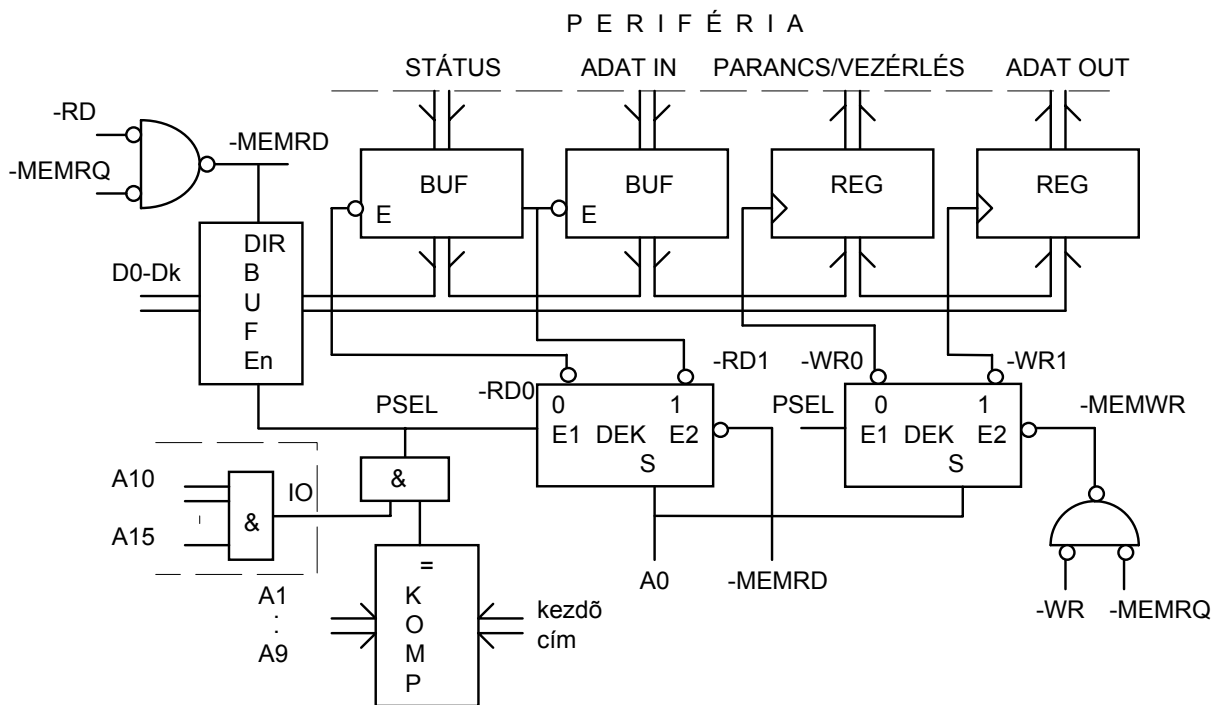 P E R I F É R I A
STÁTUS ADAT IN PARANCS/VEZÉRLÉS ADAT OUT
-RD
-MEMRD
-MEMRQ
BUF
E
BUF
E
REG
REG
DIR
B
U
F
En
D0-Dk
-RD0
-RD1
-WR0
-WR1
PSEL
0 1
E1 DEK E2
S
PSEL
0 1
E1 DEK E2
S
-MEMWR
A10
A15
&
IO
&
A1
:
A9
=
K
O
M
P
kezdõ
cím
A0
-MEMRD
-WR
-MEMRQ